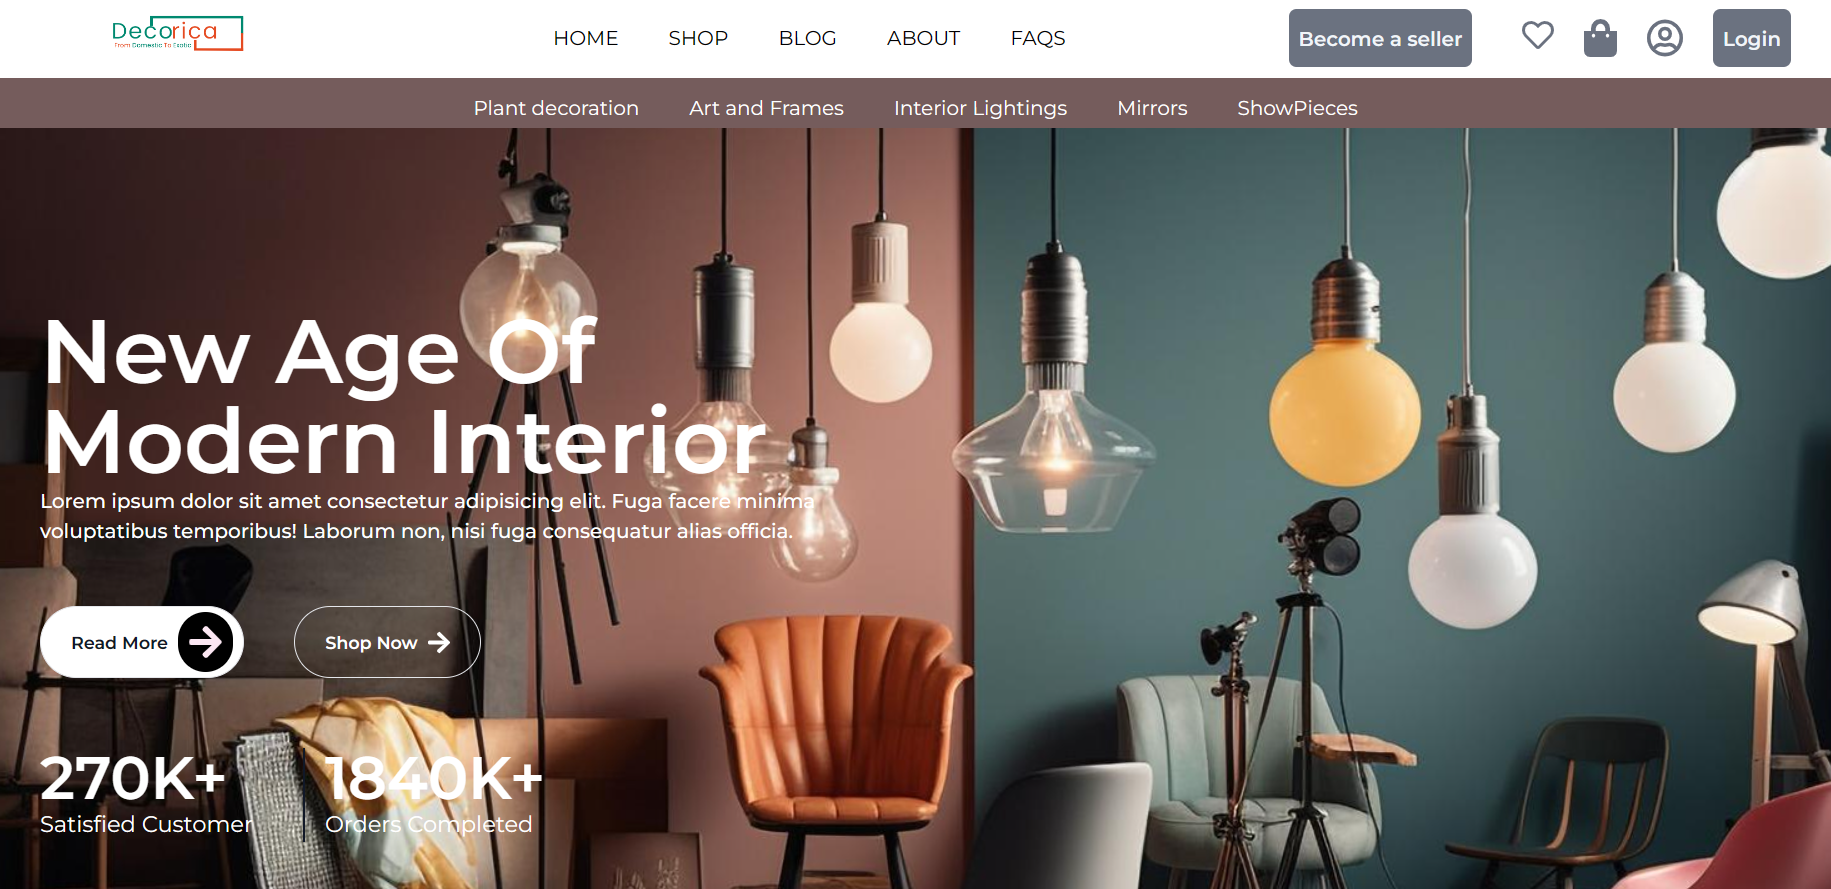 Decorica
From Domestic To Exotic
HOME SHOP BLOG ABOUT FAQS
Become a seller
Login
Plant decoration Art and Frames Interior Lightings Mirrors ShowPieces
New Age Of
Modern Interior
Lorem ipsum dolor sit amet consectetur adipisicing elit. Fuga facere minima
voluptatibus temporibus! Laborum non, nisi fuga consequatur alias officia.
Read More
Shop Now
270K+
Satisfied Customer
1840K+
Orders Completed